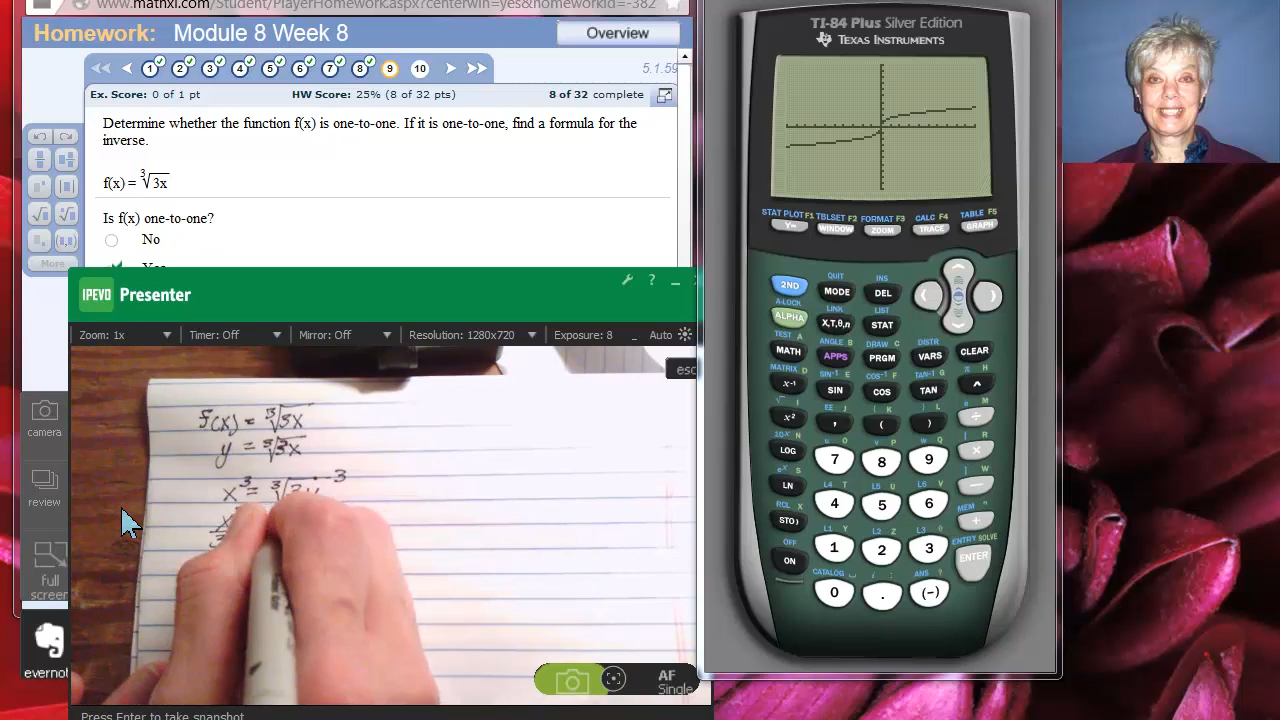 www.mathxl.com/Student/PlayerHomework.aspx?centerwin=yes&homeworkId=-382
Homework: Module 8 Week 8
Overview
1 2 3 4 5 6 7 8 9 10
5.1.59
Ex. Score: 0 of 1 pt
HW Score: 25% (8 of 32 pts)
8 of 32 complete
Determine whether the function f(x) is one-to-one. If it is one-to-one, find a formula for the
inverse.
f(x) = ∛3x
Is f(x) one-to-one?
No
Yes
More
IPEVO Presenter
?
Zoom: 1x
Timer: Off
Mirror: Off
Resolution: 1280x720
Exposure: 8
Auto
esc
camera
review
full
screen
evernot
f(x) = ∛3x
y = ∛3x
x³ = ∛3y ³
AF
Single
Press Enter to take snapshot
TI-84 Plus Silver Edition
TEXAS INSTRUMENTS
STAT PLOT F1 TBLSET F2 FORMAT F3 CALC F4 TABLE F5
Y= WINDOW ZOOM TRACE GRAPH
QUIT INS
2ND MODE DEL
A-LOCK LINK LIST
ALPHA X,T,θ,n STAT
TEST A ANGLE B DRAW C DISTR
MATH APPS PRGM VARS CLEAR
MATRIX D SIN⁻¹ E COS⁻¹ F TAN⁻¹ G π H
x⁻¹ SIN COS TAN ^
√ I EE J { K } L e M
x² , ( ) ÷
10ˣ N u O v P w Q [ R
LOG 7 8 9 ×
eˣ S L4 T L5 U L6 V ] W
LN 4 5 6 −
RCL X L1 Y L2 Z L3 θ MEM "
STO 1 2 3 +
OFF CATALOG i : ANS ? ENTRY SOLVE
ON 0 . (-) ENTER